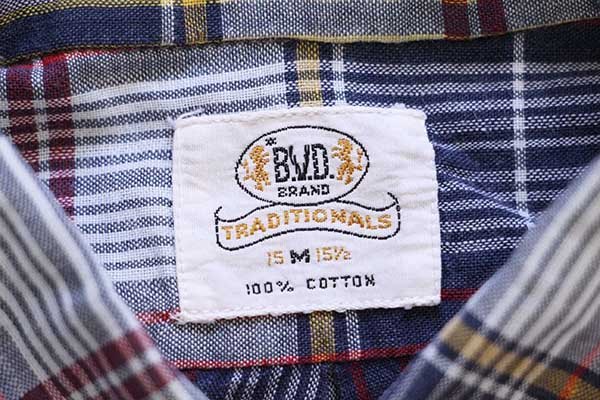 B.V.D.
BRAND
TRADITIONALS
15 M 15½
100% COTTON